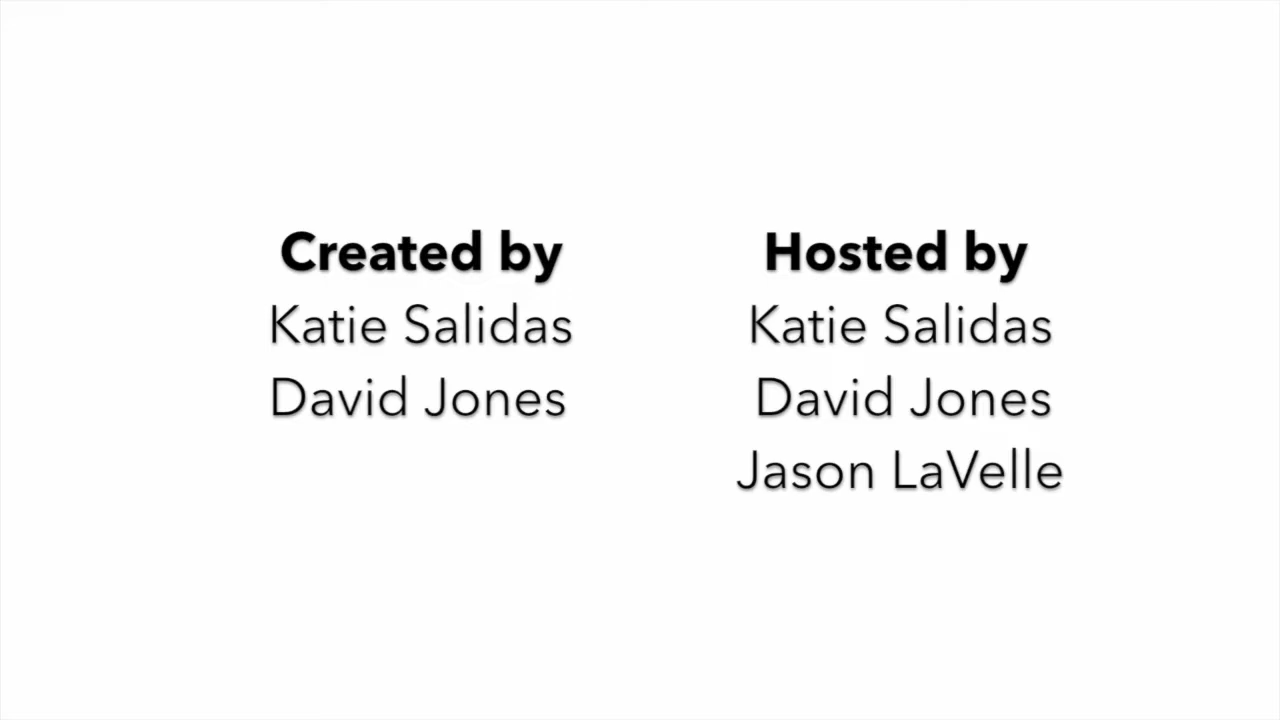 Created by
Katie Salidas
David Jones
Hosted by
Katie Salidas
David Jones
Jason LaVelle